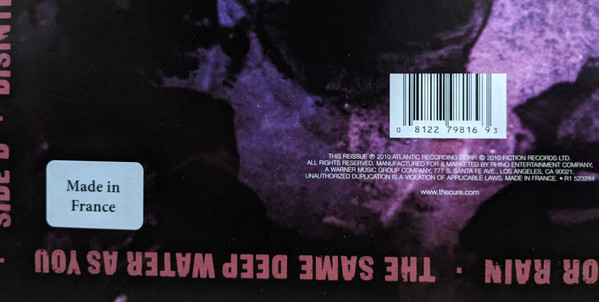 0 8122 79816 93
THIS REISSUE ℗ 2010 ATLANTIC RECORDING CORP. © 2010 FICTION RECORDS LTD.
ALL RIGHTS RESERVED. MANUFACTURED FOR & MARKETED BY RHINO ENTERTAINMENT COMPANY,
A WARNER MUSIC GROUP COMPANY, 777 S. SANTA FE AVE., LOS ANGELES, CA 90021.
UNAUTHORIZED DUPLICATION IS A VIOLATION OF APPLICABLE LAWS. MADE IN FRANCE. • R1 523284
www.thecure.com
Made in
France
SIDE D · DISINTE
OR RAIN · THE SAME DEEP WATER AS YOU